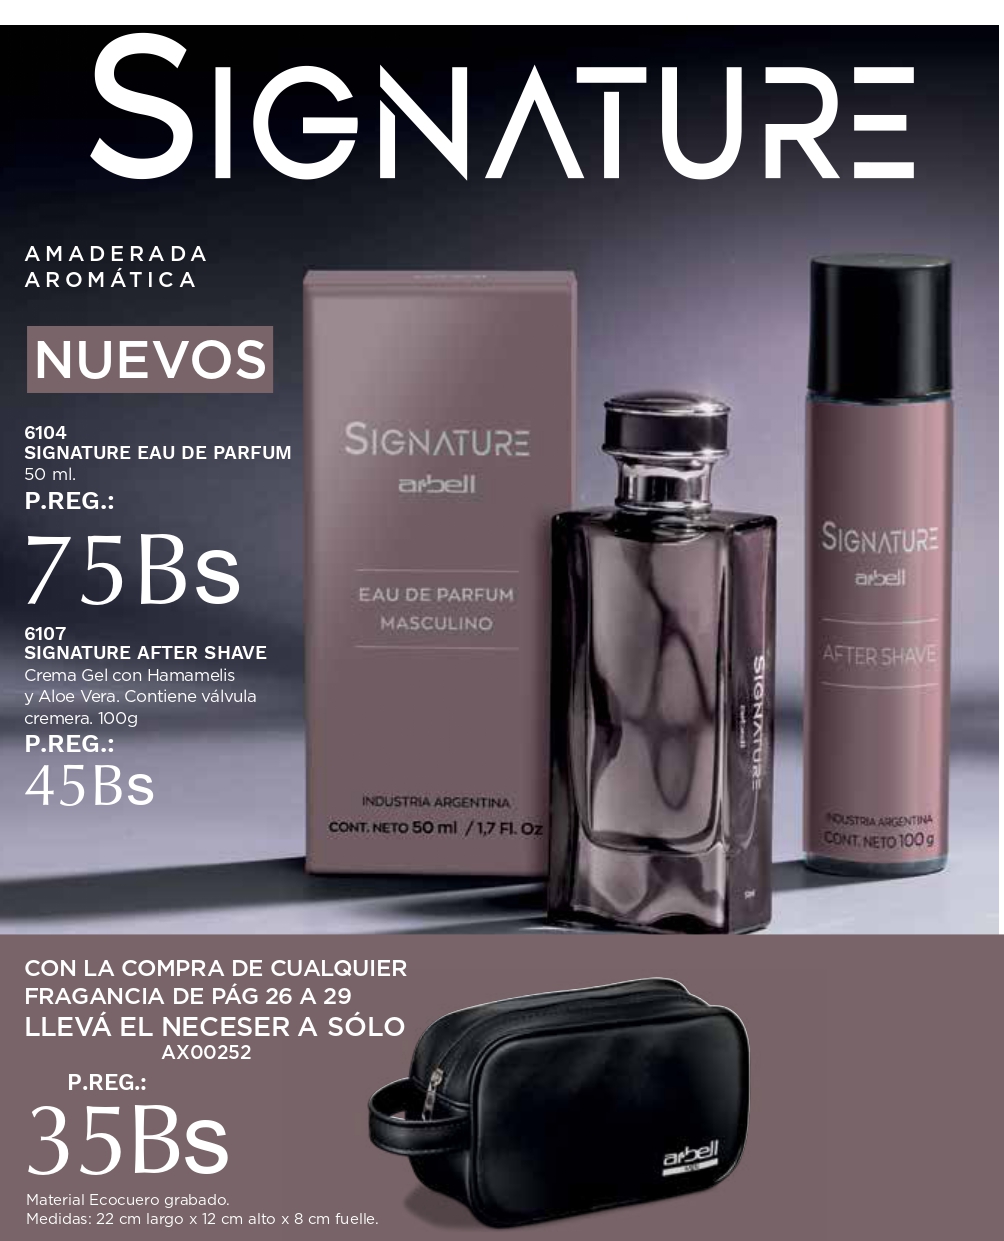 SIGNATURE
AMADERADA
AROMÁTICA
NUEVOS
6104
SIGNATURE EAU DE PARFUM
50 ml.
P.REG.:
75Bs
6107
SIGNATURE AFTER SHAVE
Crema Gel con Hamamelis
y Aloe Vera. Contiene válvula
cremera. 100g
P.REG.:
45Bs
SIGNATURE
arbell
EAU DE PARFUM
MASCULINO
INDUSTRIA ARGENTINA
CONT. NETO 50 ml / 1,7 Fl. Oz
SIGNATURE
arbell
SIGNATURE
arbell
AFTER SHAVE
INDUSTRIA ARGENTINA
CONT. NETO 100 g
CON LA COMPRA DE CUALQUIER
FRAGANCIA DE PÁG 26 A 29
LLEVÁ EL NECESER A SÓLO
AX00252
P.REG.:
35Bs
Material Ecocuero grabado.
Medidas: 22 cm largo x 12 cm alto x 8 cm fuelle.
arbell
MEN